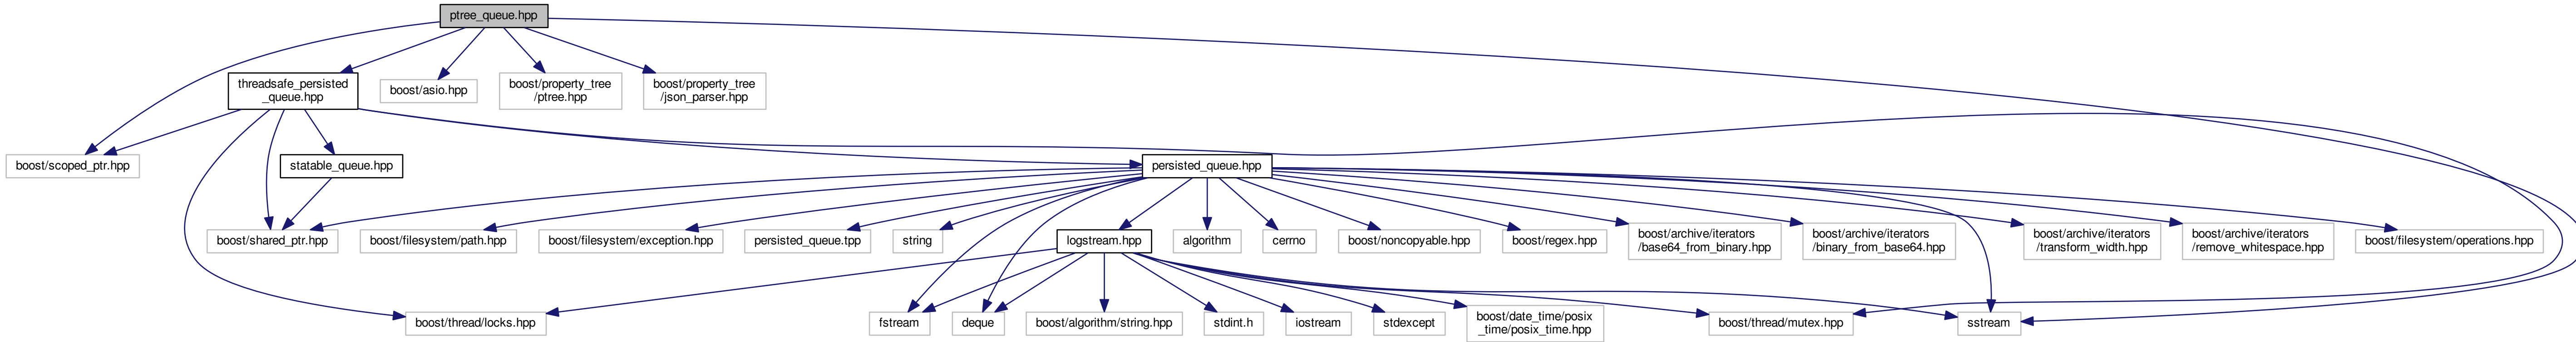 ptree_queue.hpp
threadsafe_persisted
_queue.hpp
boost/asio.hpp
boost/property_tree
/ptree.hpp
boost/property_tree
/json_parser.hpp
boost/scoped_ptr.hpp
statable_queue.hpp
persisted_queue.hpp
boost/shared_ptr.hpp
boost/filesystem/path.hpp
boost/filesystem/exception.hpp
persisted_queue.tpp
string
logstream.hpp
algorithm
cerrno
boost/noncopyable.hpp
boost/regex.hpp
boost/archive/iterators
/base64_from_binary.hpp
boost/archive/iterators
/binary_from_base64.hpp
boost/archive/iterators
/transform_width.hpp
boost/archive/iterators
/remove_whitespace.hpp
boost/filesystem/operations.hpp
boost/thread/locks.hpp
fstream
deque
boost/algorithm/string.hpp
stdint.h
iostream
stdexcept
boost/date_time/posix
_time/posix_time.hpp
boost/thread/mutex.hpp
sstream